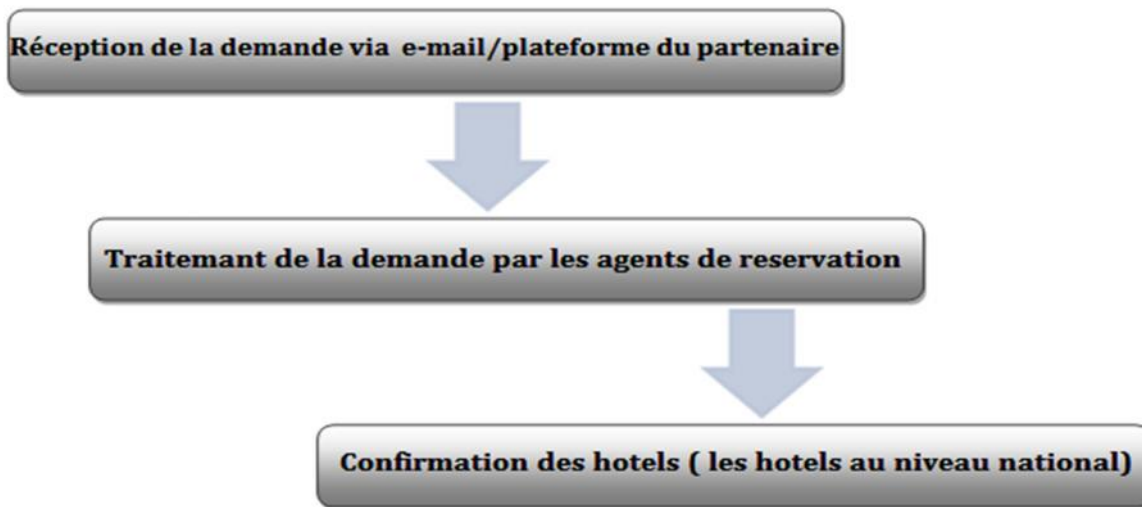 Réception de la demande via e-mail/plateforme du partenaire
Traitemant de la demande par les agents de reservation
Confirmation des hotels ( les hotels au niveau national)